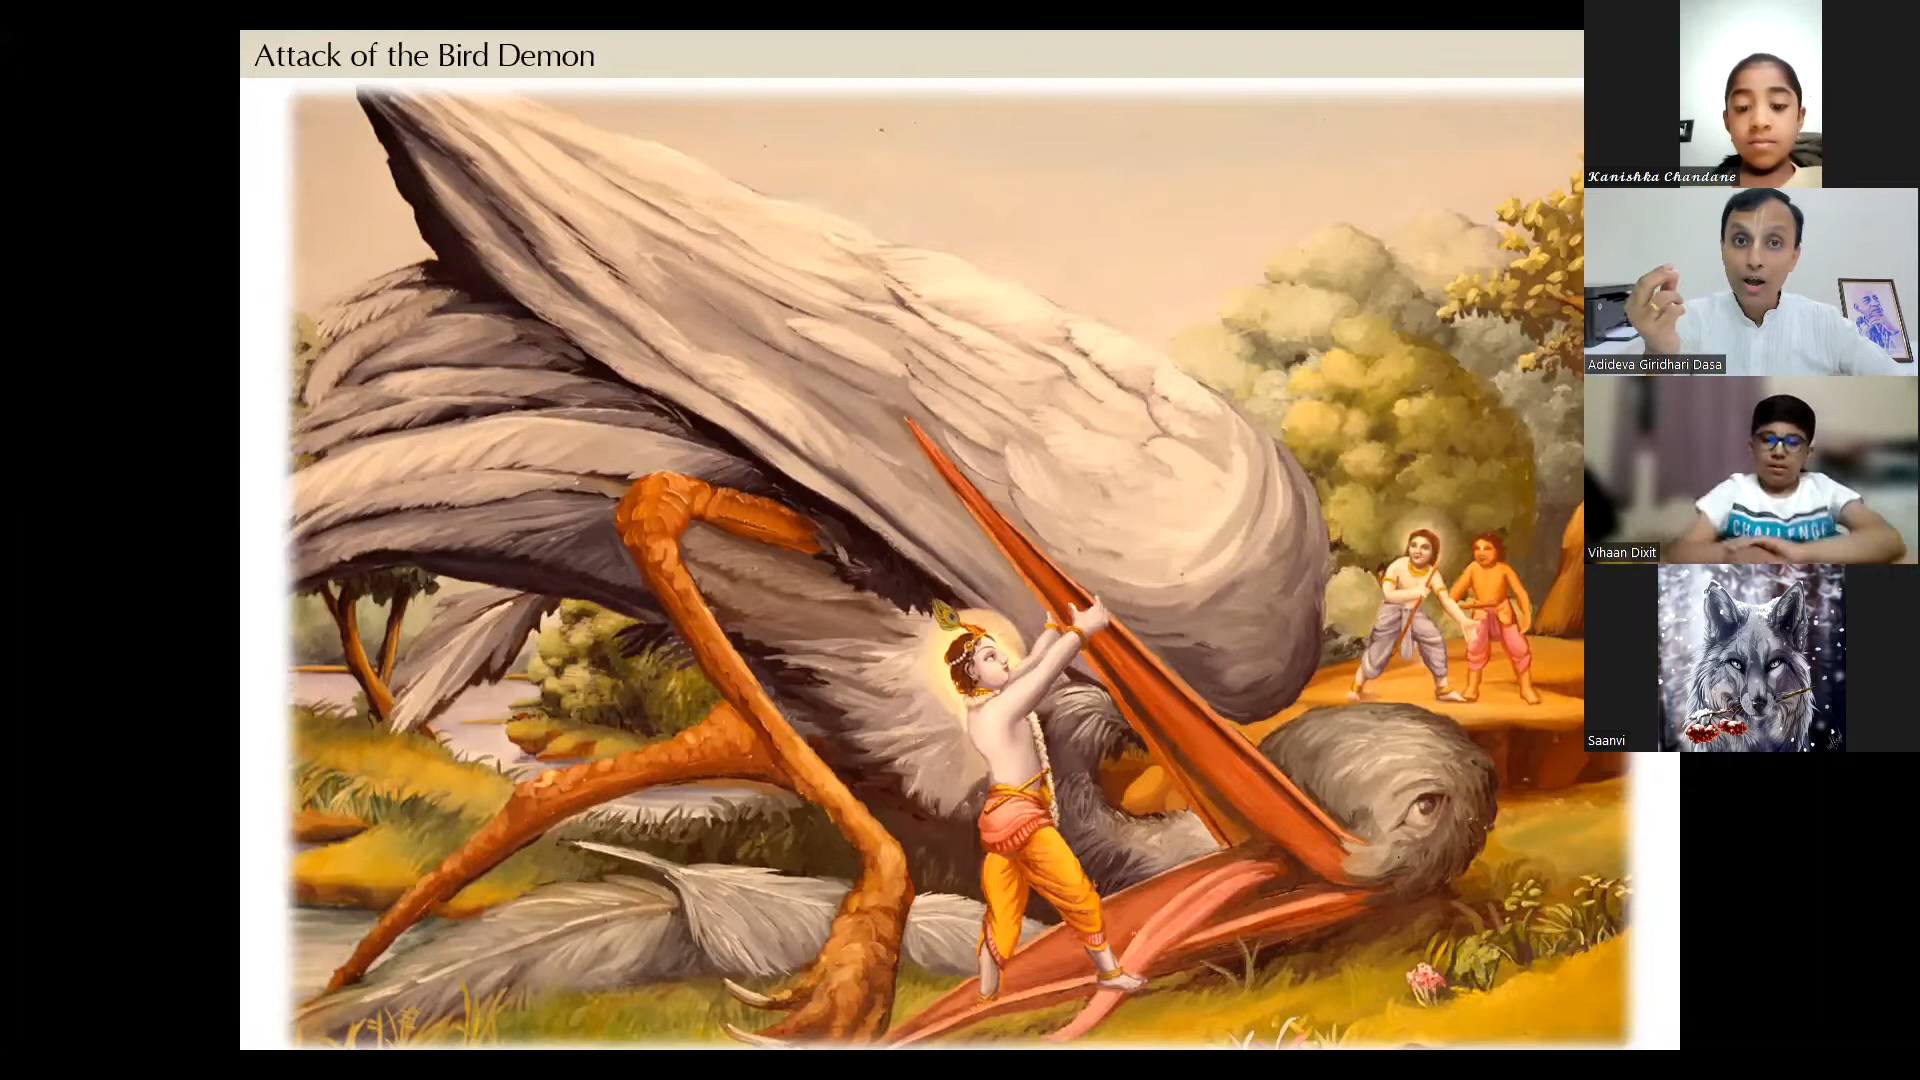 Attack of the Bird Demon
Kanishka Chandane
Adideva Giridhari Dasa
CHALLENGE
Vihaan Dixit
Saanvi